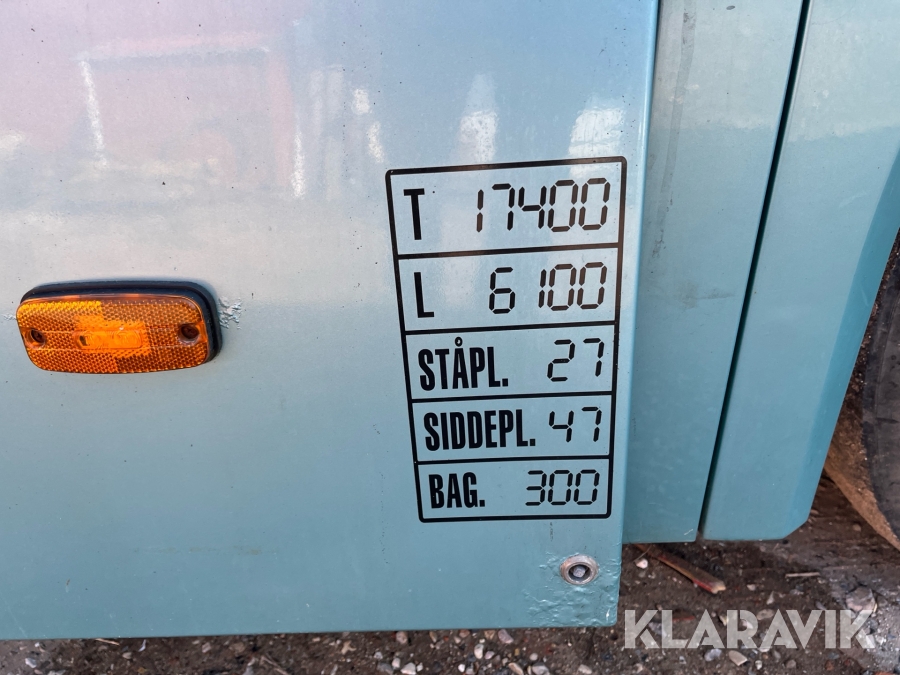 T 17400
L 6100
STÅPL. 27
SIDDEPL. 47
BAG. 300
KLARAVIK.